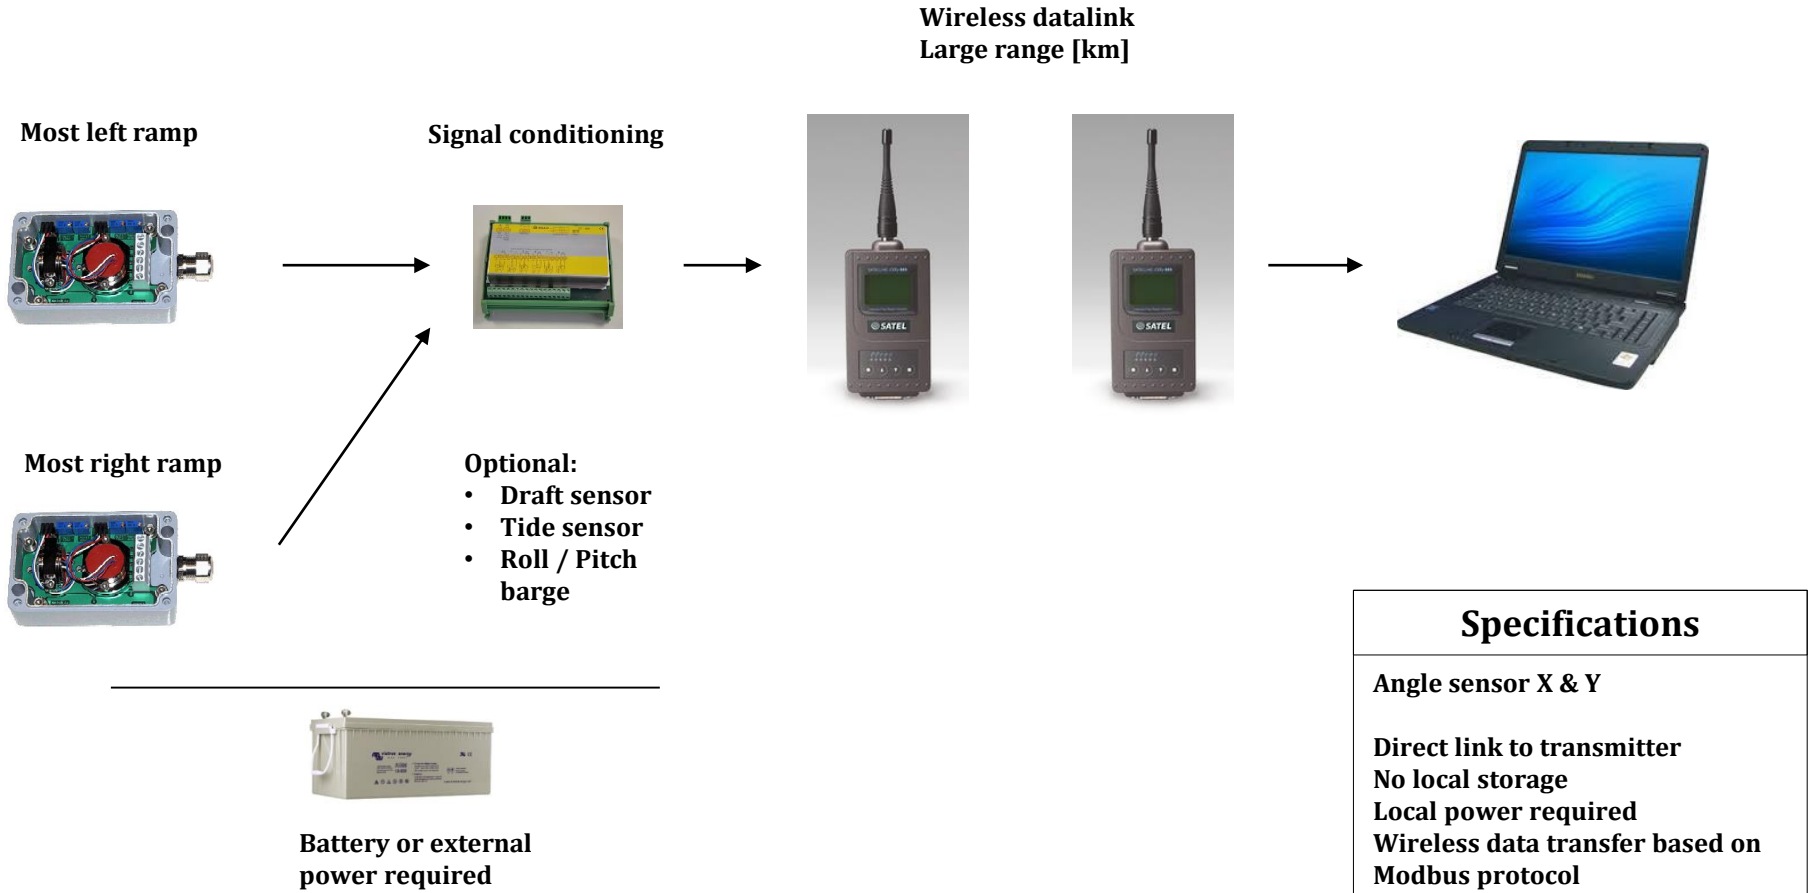 Wireless datalink
Large range [km]
Most left ramp
Signal conditioning
SATEL
SATEL
Most right ramp
Optional:
• Draft sensor
• Tide sensor
• Roll / Pitch
barge
Battery or external
power required
Specifications
Angle sensor X & Y
Direct link to transmitter
No local storage
Local power required
Wireless data transfer based on
Modbus protocol